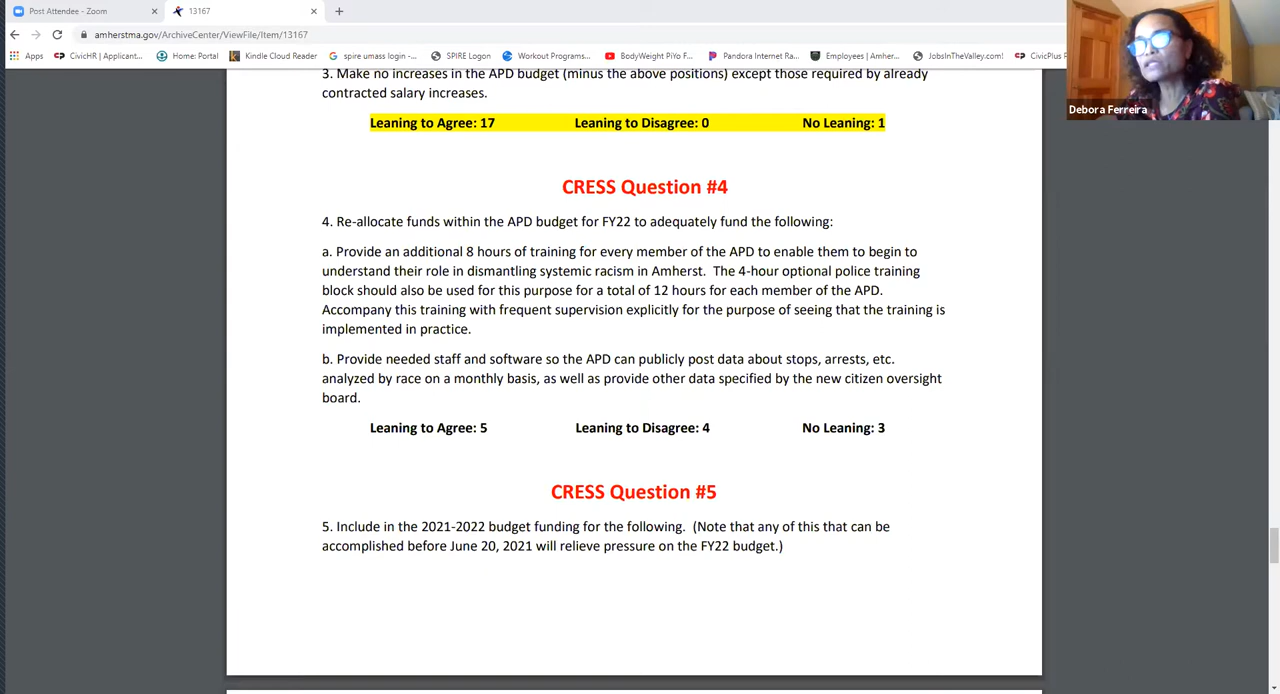 Post Attendee - Zoom
13167
amherstma.gov/ArchiveCenter/ViewFile/Item/13167
Apps CivicHR | Applicant... Home: Portal Kindle Cloud Reader spire umass login -... SPIRE Logon Workout Programs... BodyWeight PiYo F... Pandora Internet Ra... Employees | Amher... JobsInTheValley.com! CivicPlus P
Debora Ferreira
3. Make no increases in the APD budget (minus the above positions) except those required by already
contracted salary increases.
Leaning to Agree: 17 Leaning to Disagree: 0 No Leaning: 1
CRESS Question #4
4. Re-allocate funds within the APD budget for FY22 to adequately fund the following:
a. Provide an additional 8 hours of training for every member of the APD to enable them to begin to
understand their role in dismantling systemic racism in Amherst. The 4-hour optional police training
block should also be used for this purpose for a total of 12 hours for each member of the APD.
Accompany this training with frequent supervision explicitly for the purpose of seeing that the training is
implemented in practice.
b. Provide needed staff and software so the APD can publicly post data about stops, arrests, etc.
analyzed by race on a monthly basis, as well as provide other data specified by the new citizen oversight
board.
Leaning to Agree: 5 Leaning to Disagree: 4 No Leaning: 3
CRESS Question #5
5. Include in the 2021-2022 budget funding for the following. (Note that any of this that can be
accomplished before June 20, 2021 will relieve pressure on the FY22 budget.)